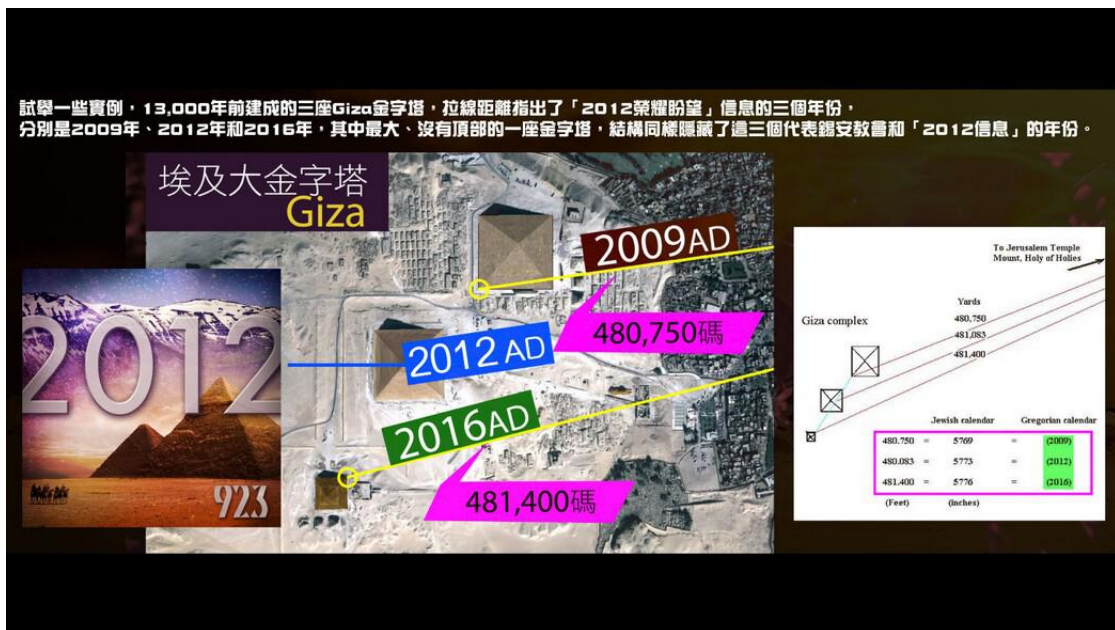 試舉一些實例，13,000年前建成的三座Giza金字塔，拉線距離指出了「2012榮耀盼望」信息的三個年份，
分別是2009年、2012年和2016年，其中最大、沒有頂部的一座金字塔，結構同樣隱藏了這三個代表錫安教會和「2012信息」的年份。
埃及大金字塔
Giza
2012
923
2009AD
480,750碼
2012 AD
2016AD
481,400碼
To Jerusalem Temple
Mount, Holy of Holies
Yards
Giza complex
480,750
481,083
481,400
Jewish calendar Gregorian calendar
480.750 = 5769 = (2009)
480.083 = 5773 = (2012)
481.400 = 5776 = (2016)
(Feet) (inches)